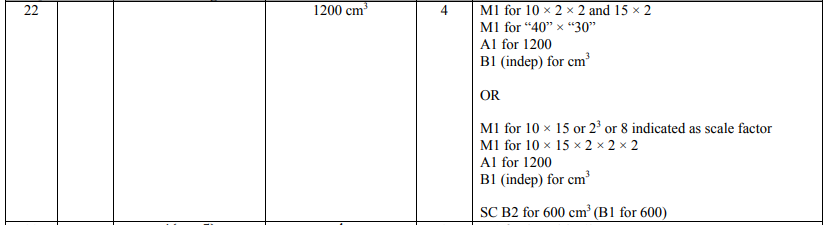 22 1200 cm³ 4 M1 for 10 × 2 × 2 and 15 × 2
M1 for “40” × “30”
A1 for 1200
B1 (indep) for cm³
OR
M1 for 10 × 15 or 2³ or 8 indicated as scale factor
M1 for 10 × 15 × 2 × 2 × 2
A1 for 1200
B1 (indep) for cm³
SC B2 for 600 cm³ (B1 for 600)